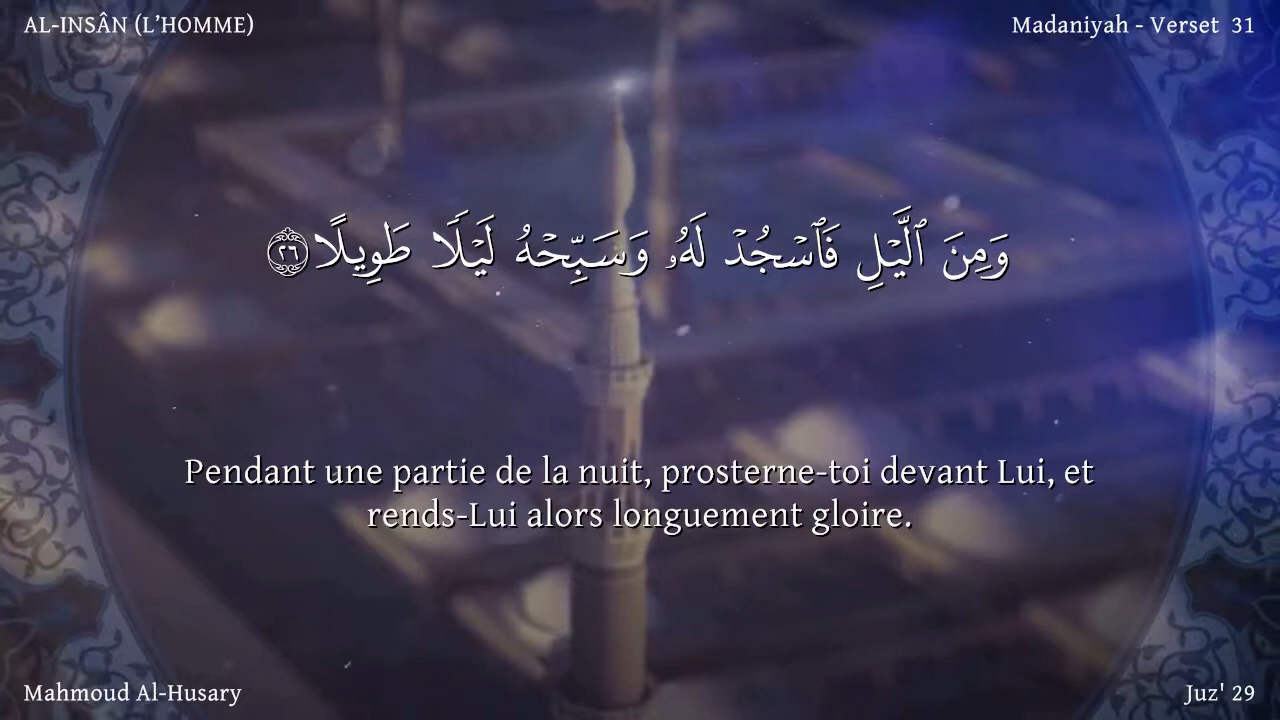 AL-INSÂN (L’HOMME)
Madaniyah - Verset 31
وَمِنَ ٱلَّيْلِ فَٱسْجُدْ لَهُۥ وَسَبِّحْهُ لَيْلًا طَوِيلًا ٢٦
Pendant une partie de la nuit, prosterne-toi devant Lui, et
rends-Lui alors longuement gloire.
Mahmoud Al-Husary
Juz' 29